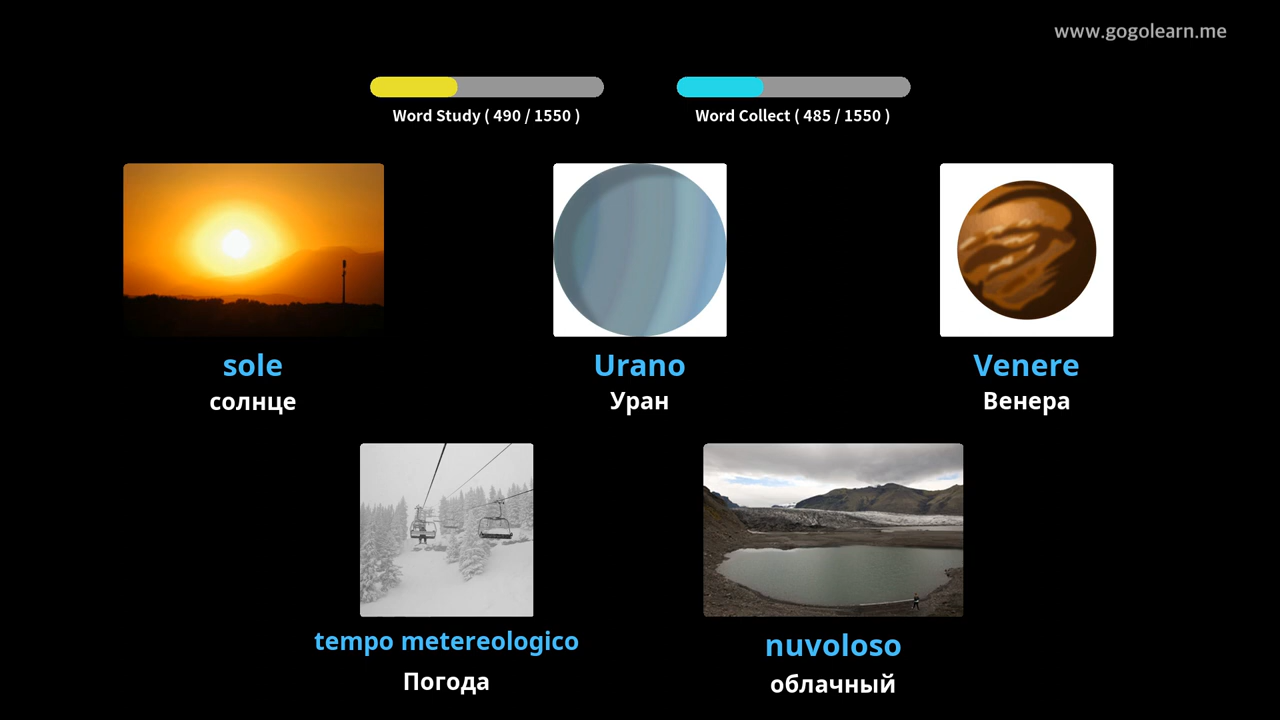 www.gogolearn.me
Word Study ( 490 / 1550 )
Word Collect ( 485 / 1550 )
sole
солнце
Urano
Уран
Venere
Венера
tempo metereologico
Погода
nuvoloso
облачный